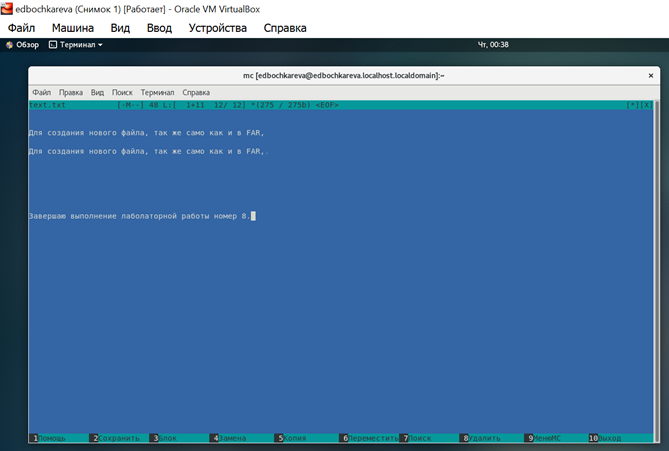 edbochkareva (Снимок 1) [Работает] - Oracle VM VirtualBox
Файл Машина Вид Ввод Устройства Справка
Обзор Терминал Чт, 00:38
mc [edbochkareva@edbochkareva.localhost.localdomain]:~
Файл Правка Вид Поиск Терминал Справка
text.txt [-M--] 48 L:[ 1+11 12/ 12] *(275 / 275b) <EOF> [*][X]
Для создания нового файла, так же само как и в FAR,
Для создания нового файла, так же само как и в FAR,.
Завершаю выполнение лаболаторной работы номер 8.
1Помощь 2Сохранить 3Блок 4Замена 5Копия 6Переместить 7Поиск 8Удалить 9МенюMC 10Выход